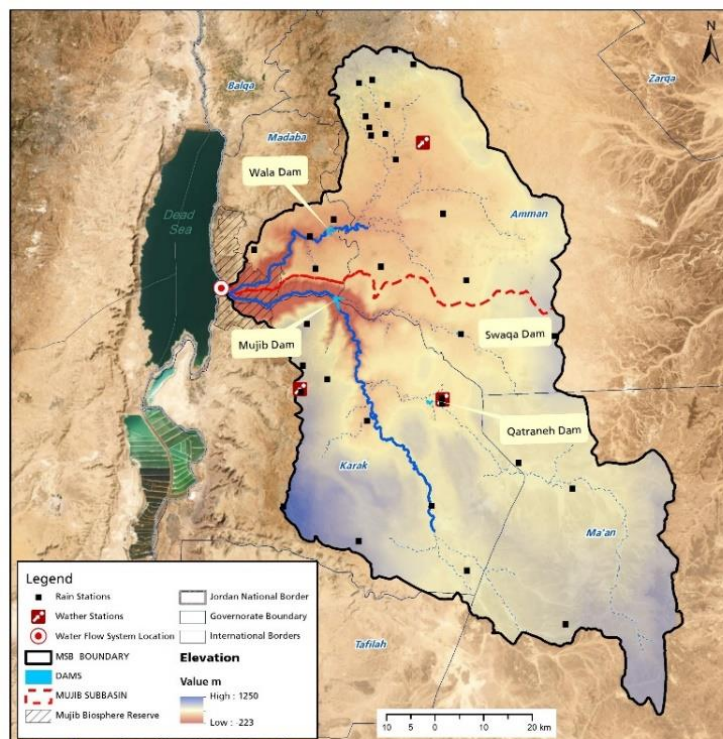 N
Zarqa
Balqa
Madaba
Wala Dam
Dead
Sea
Amman
Mujib Dam
Swaqa Dam
Qatraneh Dam
Karak
Ma'an
Tafilah
Legend
Rain Stations
Wather Stations
Water Flow System Location
MSB BOUNDARY
DAMS
MUJIB SUBBASIN
Mujib Biosphere Reserve
Jordan National Border
Governorate Boundary
International Borders
Elevation
Value m
High : 1250
Low : -223
10 5 0 10 20 km